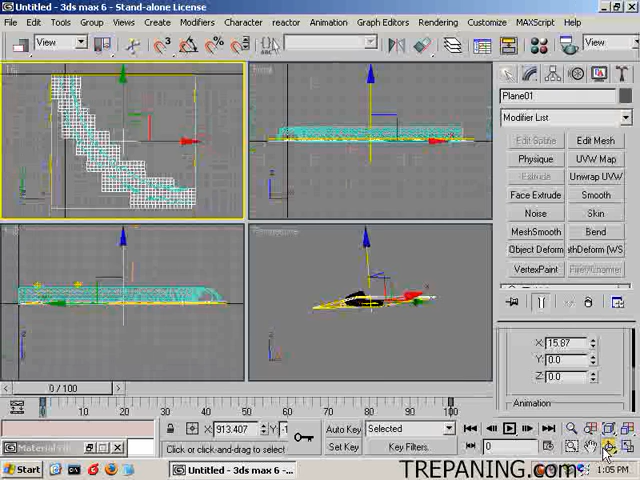 Untitled - 3ds max 6 - Stand-alone License
File Edit Tools Group Views Create Modifiers Character reactor Animation Graph Editors Rendering Customize MAXScript Help
View
View
Top
Front
Left
Perspective
Plane01
Modifier List
Edit Spline Edit Mesh
Physique UVW Map
Extrude Unwrap UVW
Face Extrude Smooth
Noise Skin
MeshSmooth Bend
Object Deform thDeform (WS
VertexPaint
X: 15.87
Y: 0.0
Z: 0.0
Animation
0 / 100
0 10 20 30 40 50 60 70 80 90 100
X 913.407 Y
Auto Key Selected
Set Key Key Filters...
0
Click or click-and-drag to select
Start
Untitled - 3ds max 6 -...
1:05 PM
TREPANING.com